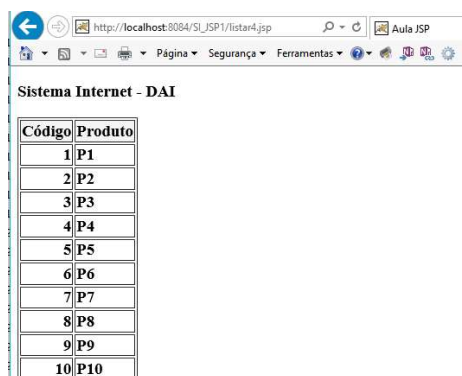 http://localhost:8084/SI_JSP1/listar4.jsp Aula JSP
Página Segurança Ferramentas
Sistema Internet - DAI
Código Produto
1 P1
2 P2
3 P3
4 P4
5 P5
6 P6
7 P7
8 P8
9 P9
10 P10